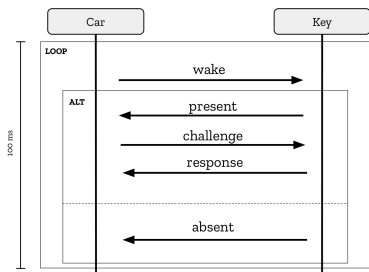 Car
Key
LOOP
wake
ALT
present
challenge
response
absent
100 ms